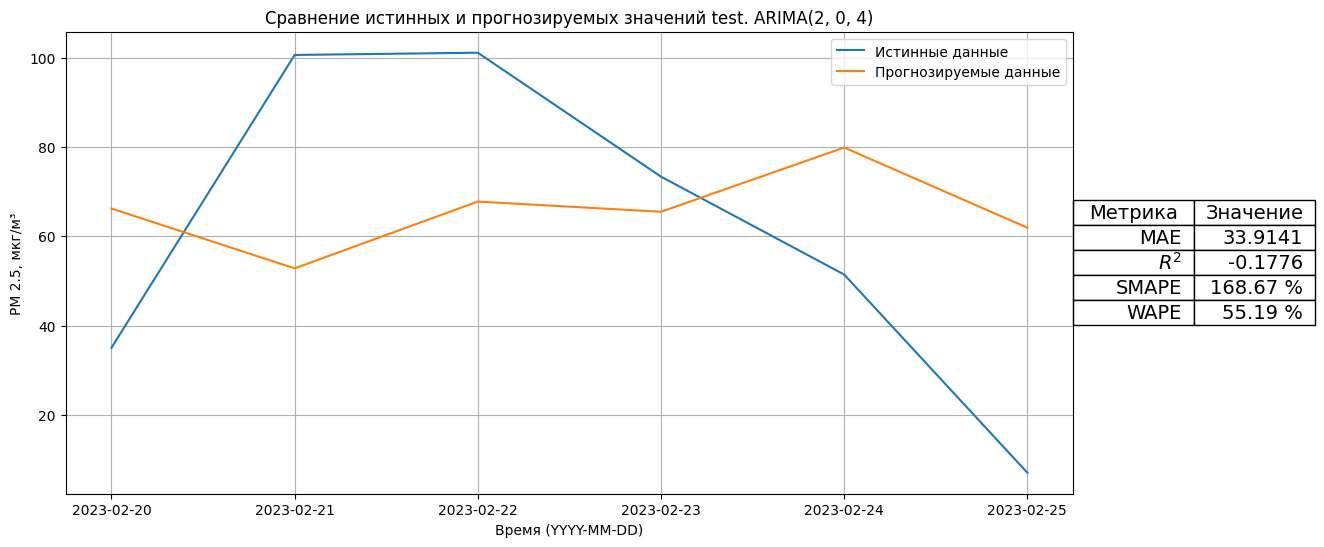 Сравнение истинных и прогнозируемых значений test. ARIMA(2, 0, 4)
Истинные данные
Прогнозируемые данные
PM 2.5, мкг/м³
100
80
60
40
20
2023-02-20 2023-02-21 2023-02-22 2023-02-23 2023-02-24 2023-02-25
Время (YYYY-MM-DD)
Метрика Значение
MAE 33.9141
R² -0.1776
SMAPE 168.67 %
WAPE 55.19 %